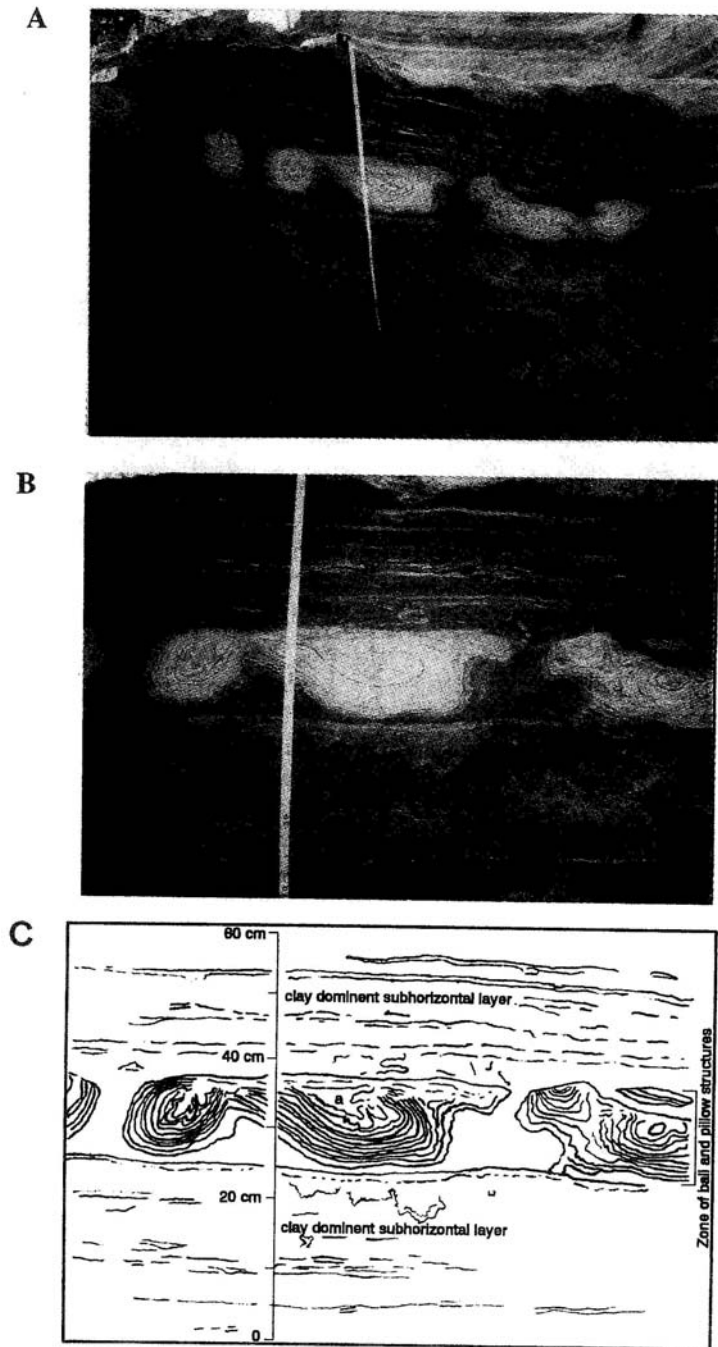 A
B
C
60 cm
clay dominent subhorizontal layer
40 cm
a
20 cm
clay dominent subhorizontal layer
0
Zone of ball and pillow structures